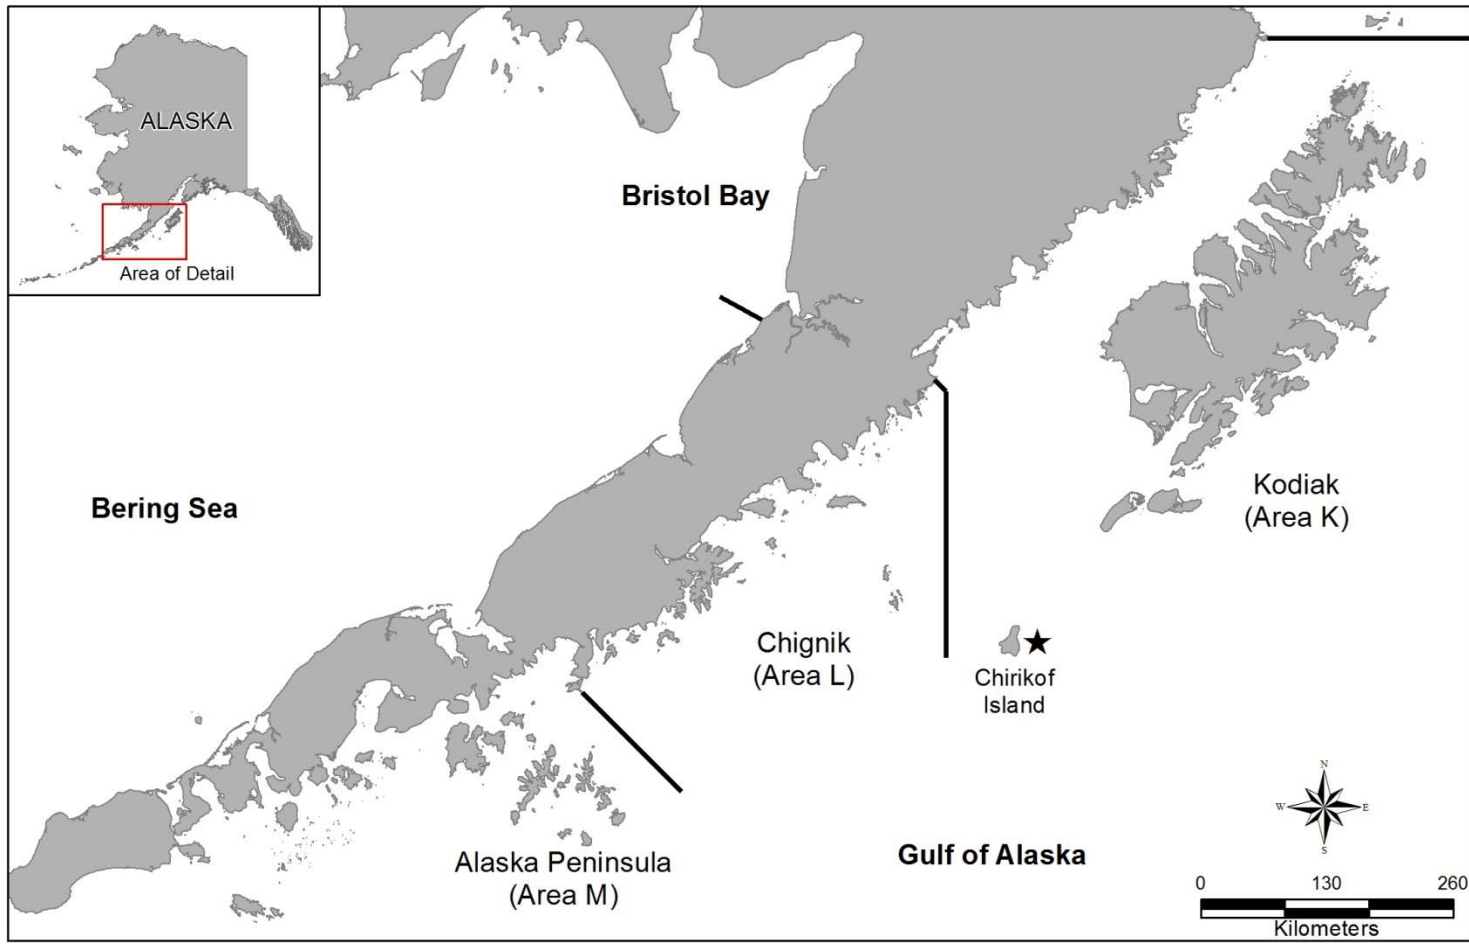 ALASKA
Area of Detail
Bristol Bay
Bering Sea
Kodiak
(Area K)
Chignik
(Area L)
Chirikof
Island
Alaska Peninsula
(Area M)
Gulf of Alaska
N
W E
S
0 130 260
Kilometers